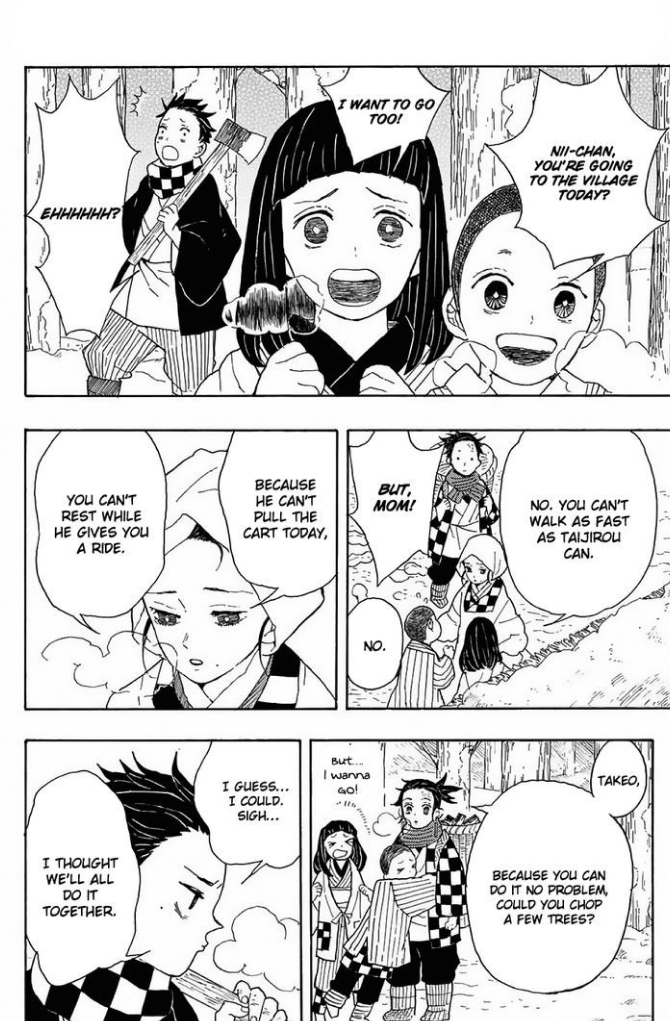 NII-CHAN,
YOU'RE GOING
TO THE VILLAGE
TODAY?
I WANT TO GO
TOO!
EHHHHHH?
NO. YOU CAN'T
WALK AS FAST
AS TAIJIROU
CAN.
BUT,
MOM!
NO.
BECAUSE
HE CAN'T
PULL THE
CART TODAY,
YOU CAN'T
REST WHILE
HE GIVES YOU
A RIDE.
TAKEO,
BECAUSE YOU CAN
DO IT NO PROBLEM,
COULD YOU CHOP
A FEW TREES?
But....
I wanna
GO!
I GUESS...
I COULD.
SIGH...
I THOUGHT
WE'LL ALL
DO IT
TOGETHER.